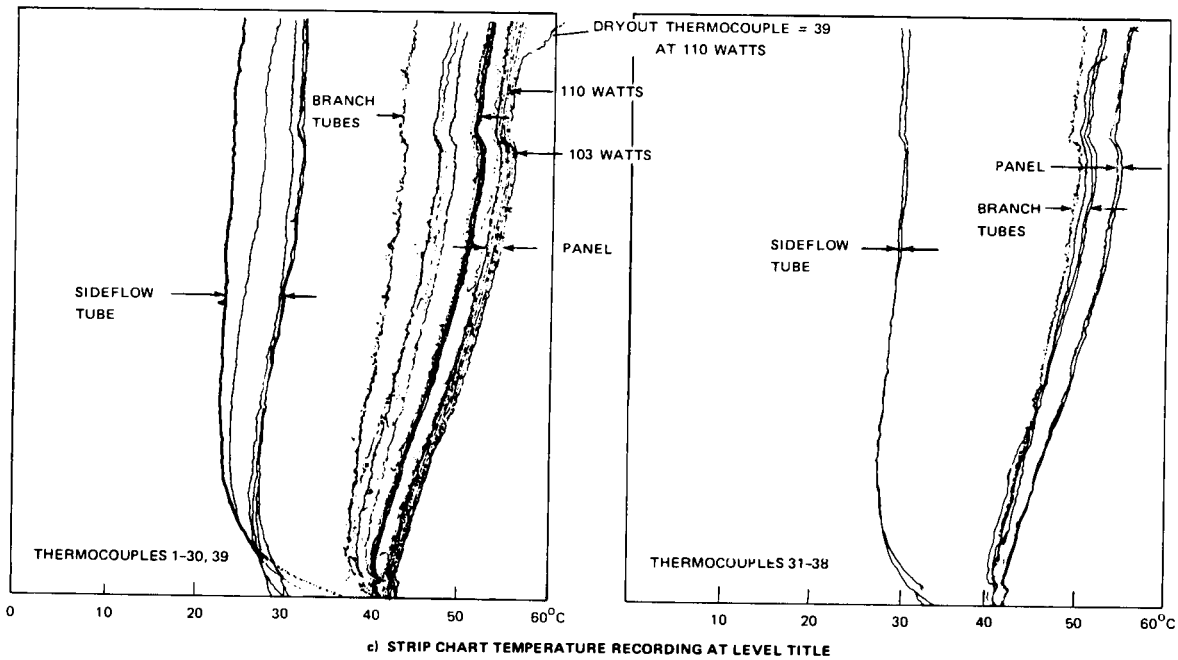 DRYOUT THERMOCOUPLE = 39
AT 110 WATTS
110 WATTS
BRANCH
TUBES
103 WATTS
PANEL
SIDEFLOW
TUBE
THERMOCOUPLES 1-30, 39
0 10 20 30 40 50 60°C
PANEL
BRANCH
TUBES
SIDEFLOW
TUBE
THERMOCOUPLES 31-38
10 20 30 40 50 60°C
c) STRIP CHART TEMPERATURE RECORDING AT LEVEL TITLE